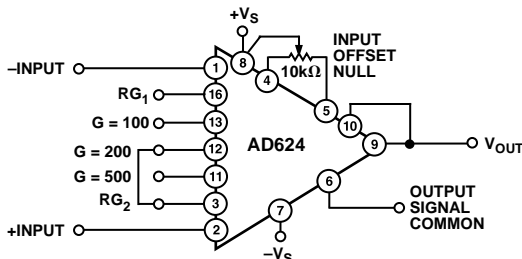 +VS
INPUT
OFFSET
NULL
10kΩ
–INPUT
1
8
4
RG1
16
5
G = 100
13
10
G = 200
12
AD624
9
VOUT
G = 500
11
6
RG2
3
OUTPUT
SIGNAL
COMMON
7
+INPUT
2
–VS